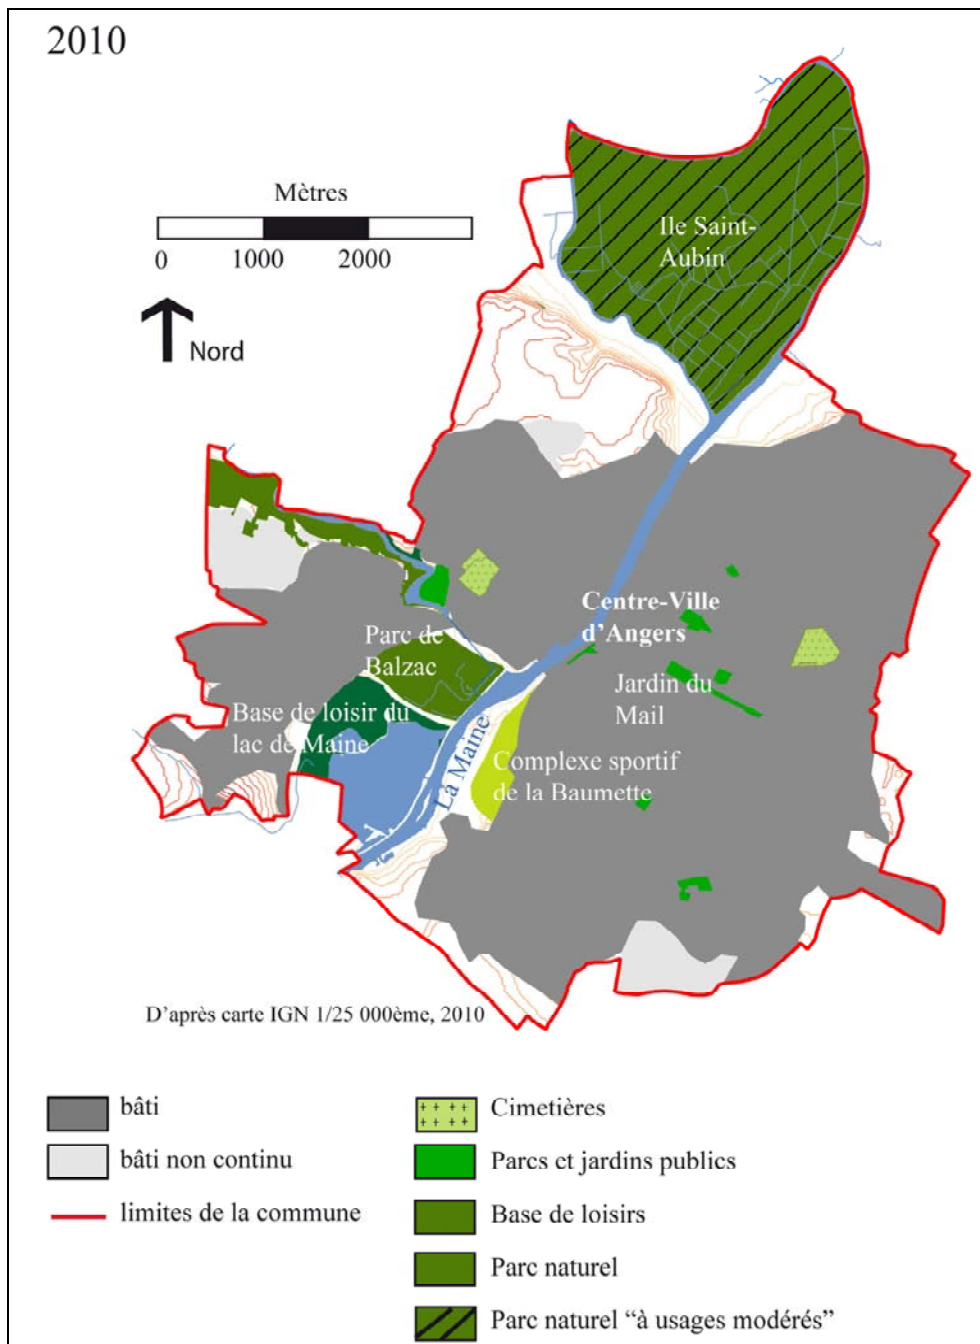 2010
Mètres
0 1000 2000
Nord
Ile Saint-
Aubin
Centre-Ville
d'Angers
Parc de
Balzac
Jardin du
Mail
Base de loisir du
lac de Maine
La Maine
Complexe sportif
de la Baumette
D'après carte IGN 1/25 000ème, 2010
bâti
bâti non continu
limites de la commune
Cimetières
Parcs et jardins publics
Base de loisirs
Parc naturel
Parc naturel "à usages modérés"